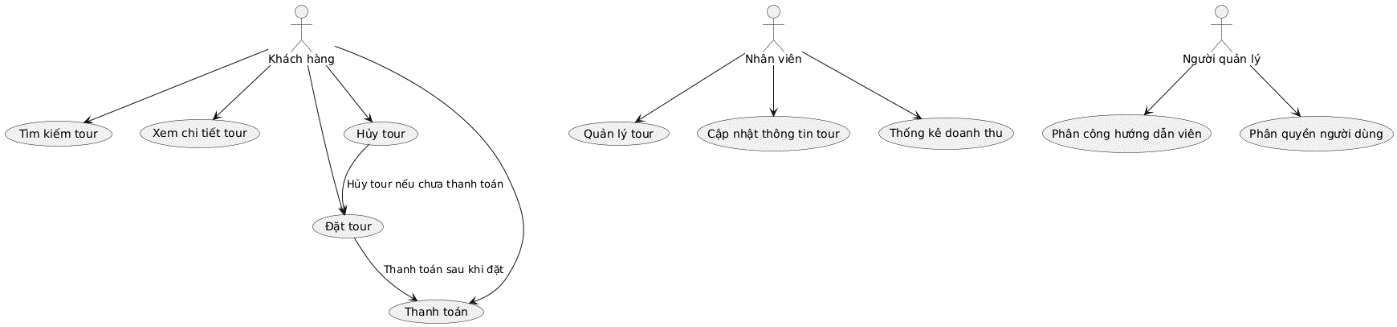 Khách hàng
Nhân viên
Người quản lý
Tìm kiếm tour
Xem chi tiết tour
Hủy tour
Quản lý tour
Cập nhật thông tin tour
Thống kê doanh thu
Phân công hướng dẫn viên
Phân quyền người dùng
Hủy tour nếu chưa thanh toán
Đặt tour
Thanh toán sau khi đặt
Thanh toán